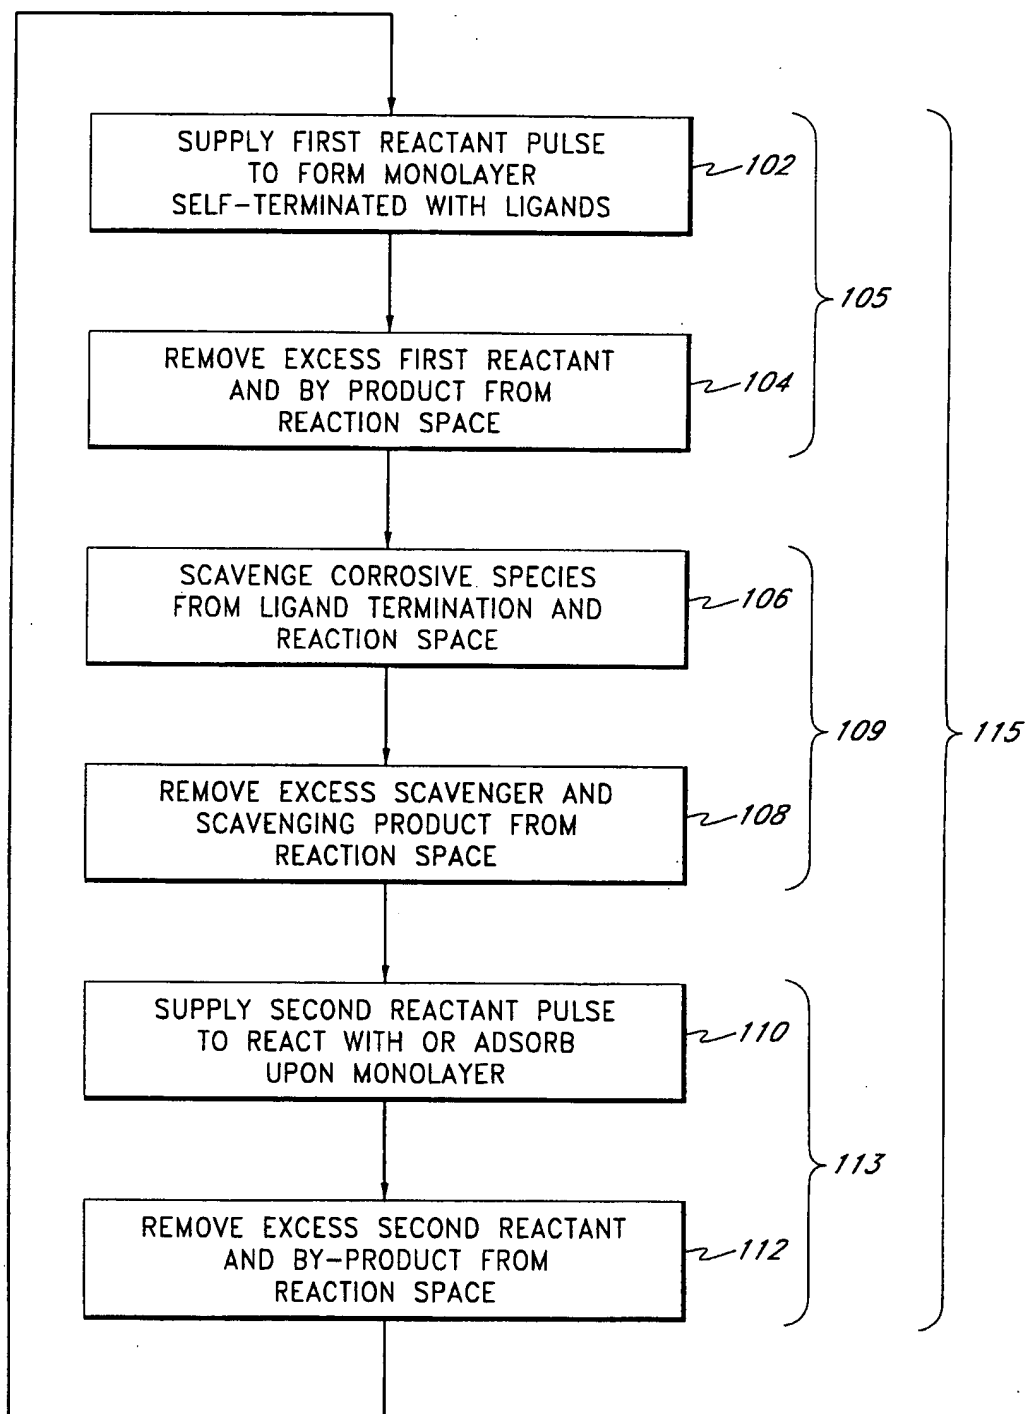 SUPPLY FIRST REACTANT PULSE
TO FORM MONOLAYER
SELF-TERMINATED WITH LIGANDS
102
105
REMOVE EXCESS FIRST REACTANT
AND BY PRODUCT FROM
REACTION SPACE
104
SCAVENGE CORROSIVE SPECIES
FROM LIGAND TERMINATION AND
REACTION SPACE
106
109
115
REMOVE EXCESS SCAVENGER AND
SCAVENGING PRODUCT FROM
REACTION SPACE
108
SUPPLY SECOND REACTANT PULSE
TO REACT WITH OR ADSORB
UPON MONOLAYER
110
113
REMOVE EXCESS SECOND REACTANT
AND BY-PRODUCT FROM
REACTION SPACE
112